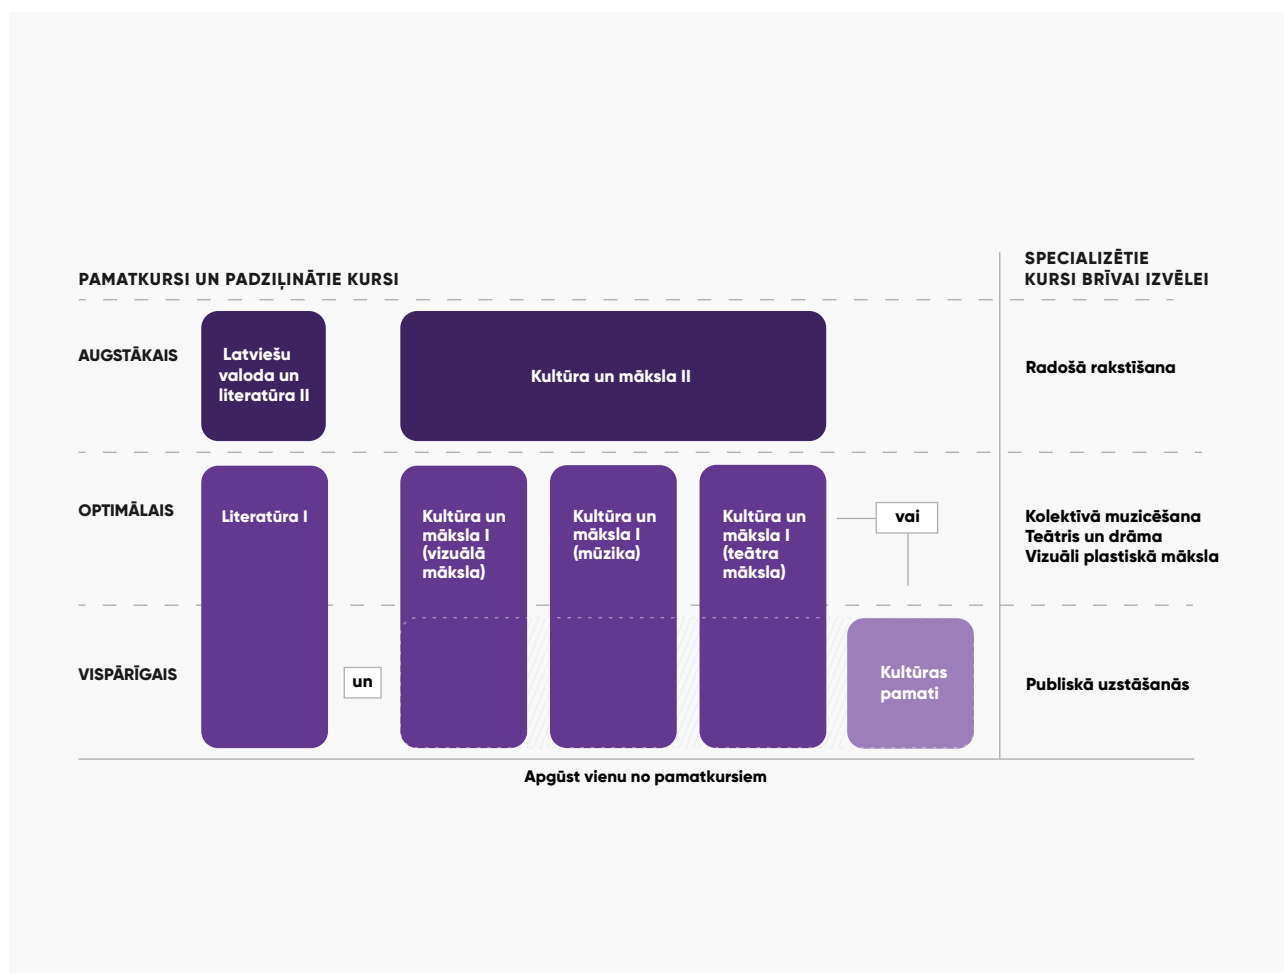 PAMATKURSI UN PADZIĻINĀTIE KURSI
SPECIALIZĒTIE
KURSI BRĪVAI IZVĒLEI
AUGSTĀKAIS
Latviešu
valoda un
literatūra II
Kultūra un māksla II
Radošā rakstīšana
OPTIMĀLAIS
Literatūra I
Kultūra un
māksla I
(vizuālā
māksla)
Kultūra un
māksla I
(mūzika)
Kultūra un
māksla I
(teātra
māksla)
vai
Kolektīvā muzicēšana
Teātris un drāma
Vizuāli plastiskā māksla
VISPĀRĪGAIS
un
Kultūras
pamati
Publiskā uzstāšanās
Apgūst vienu no pamatkursiem